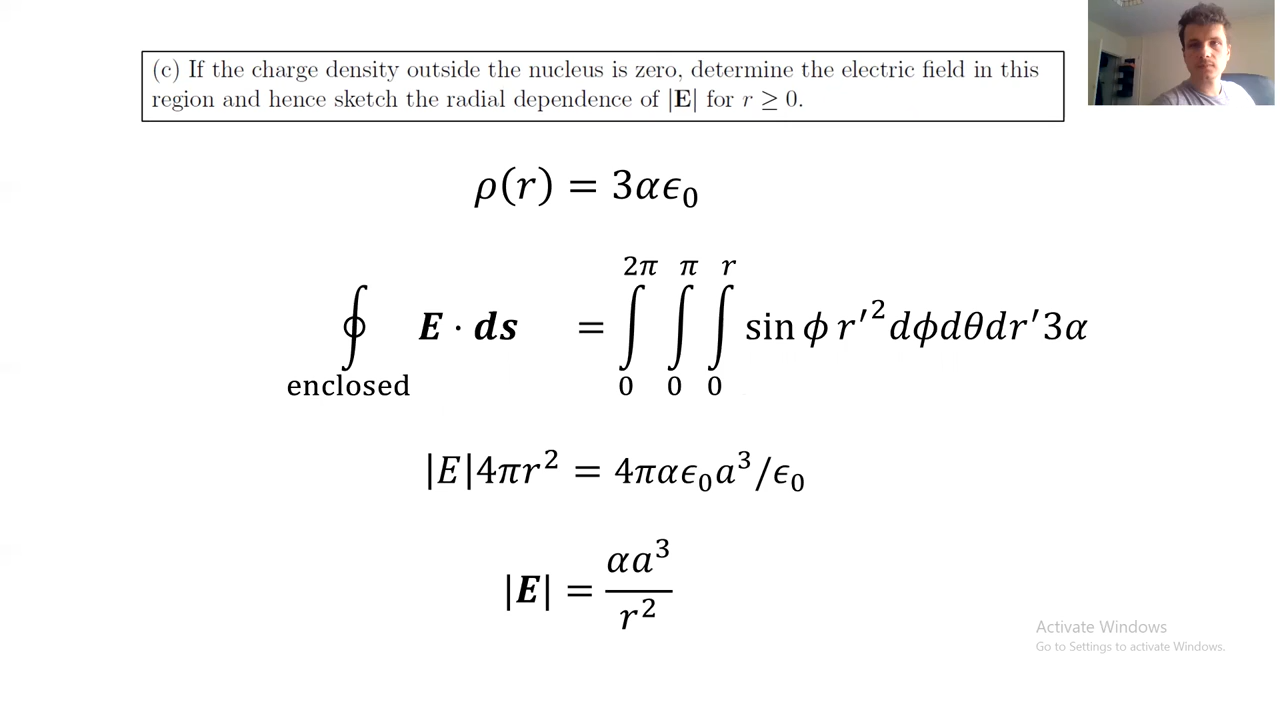 (c) If the charge density outside the nucleus is zero, determine the electric field in this
region and hence sketch the radial dependence of |E| for r ≥ 0.
ρ(r) = 3αϵ₀
∮_enclosed E · ds = ∫₀^2π ∫₀^π ∫₀^r sin ϕ r′² dϕdθdr′3α
|E|4πr² = 4παϵ₀a³/ϵ₀
|E| = αa³/r²
Activate Windows
Go to Settings to activate Windows.